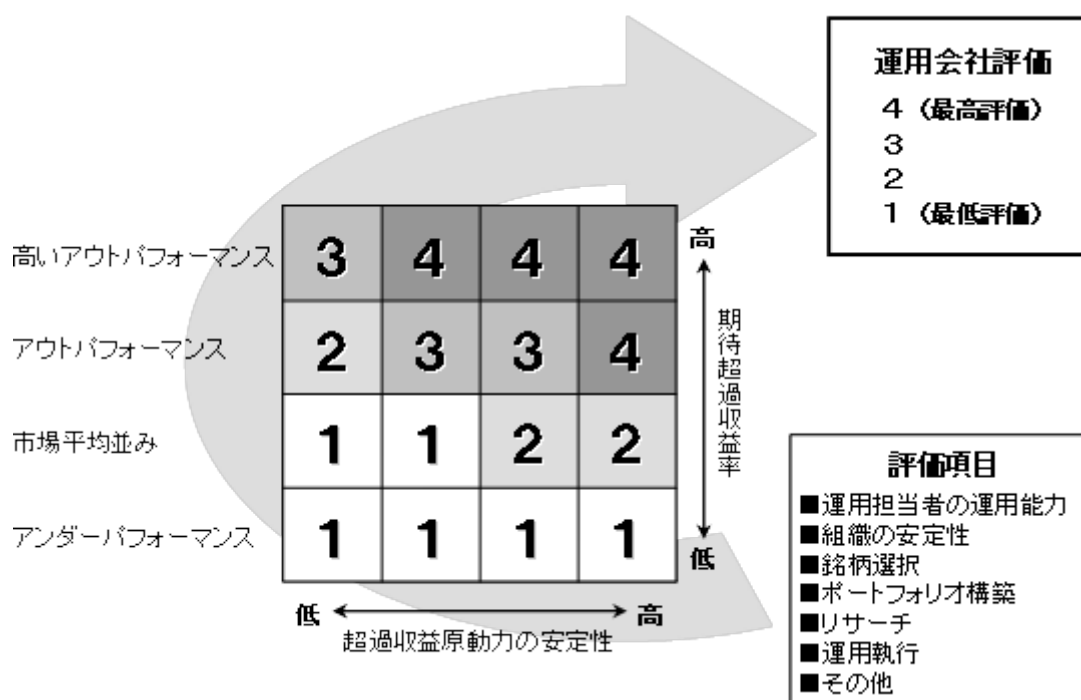 運用会社評価
4 (最高評価)
3
2
1 (最低評価)
高いアウトパフォーマンス 3 4 4 4
アウトパフォーマンス 2 3 3 4
市場平均並み 1 1 2 2
アンダーパフォーマンス 1 1 1 1
高
期待超過収益率
低
低 高
超過収益原動力の安定性
評価項目
■運用担当者の運用能力
■組織の安定性
■銘柄選択
■ポートフォリオ構築
■リサーチ
■運用執行
■その他